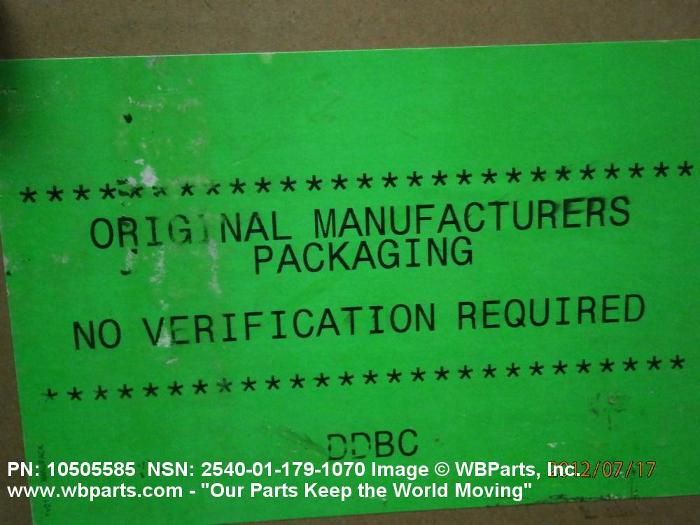 ***************************
ORIGINAL MANUFACTURERS
PACKAGING
NO VERIFICATION REQUIRED
**************************
DDBC
PN: 10505585 NSN: 2540-01-179-1070 Image © WBParts, Inc.
2012/07/17
www.wbparts.com - "Our Parts Keep the World Moving"